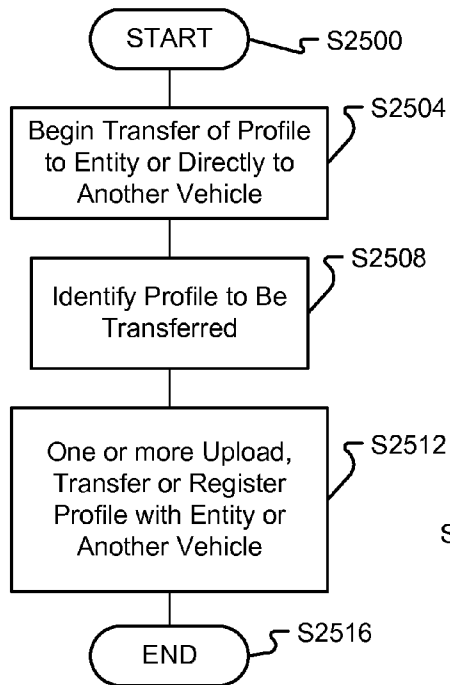 START
S2500
S2504
Begin Transfer of Profile
to Entity or Directly to
Another Vehicle
S2508
Identify Profile to Be
Transferred
S2512
One or more Upload,
Transfer or Register
Profile with Entity or
Another Vehicle
S
S2516
END